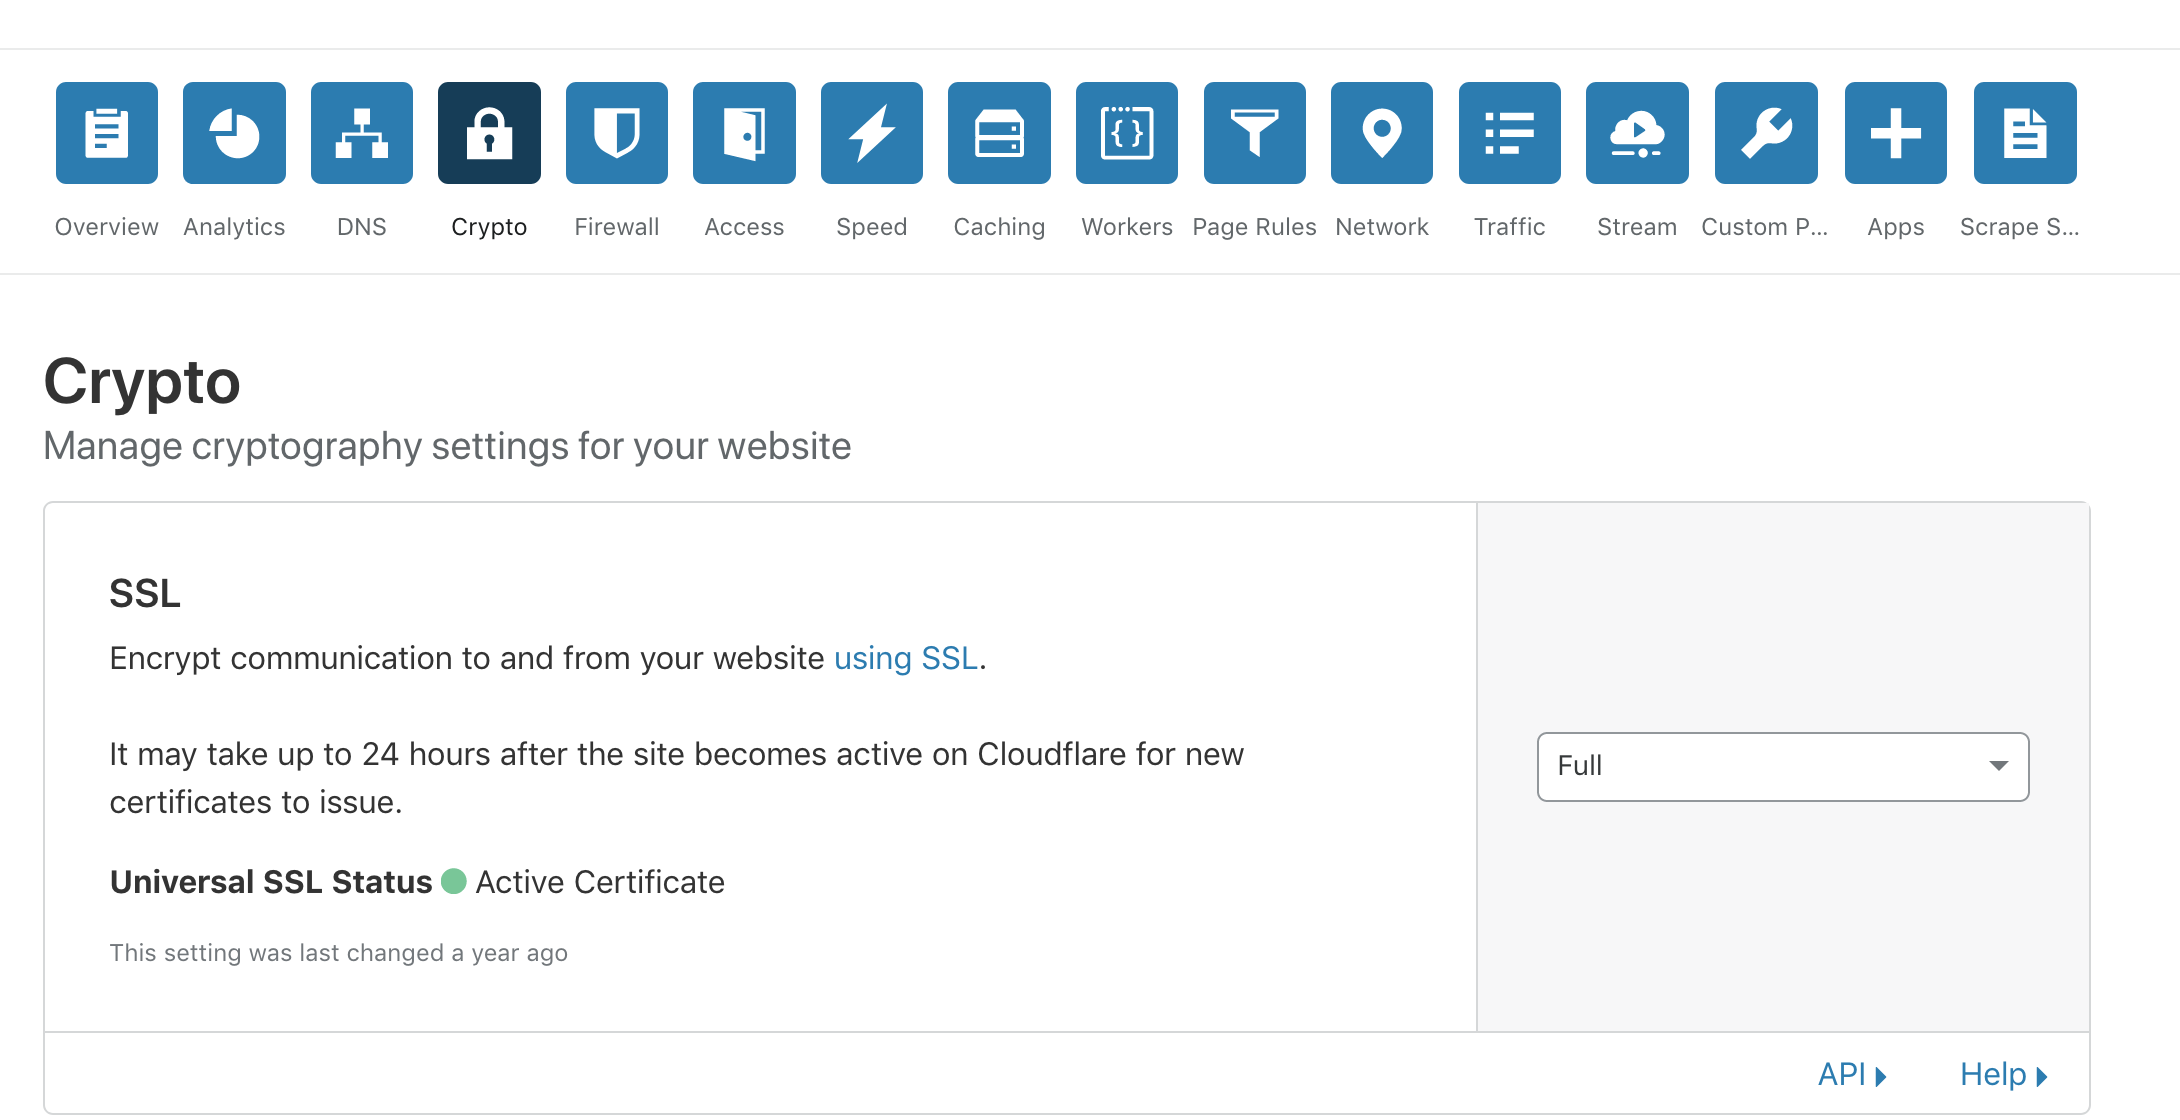 Overview Analytics DNS Crypto Firewall Access Speed Caching Workers Page Rules Network Traffic Stream Custom P... Apps Scrape S...
Crypto
Manage cryptography settings for your website
SSL
Encrypt communication to and from your website using SSL.
It may take up to 24 hours after the site becomes active on Cloudflare for new
certificates to issue.
Universal SSL Status Active Certificate
This setting was last changed a year ago
Full
API Help